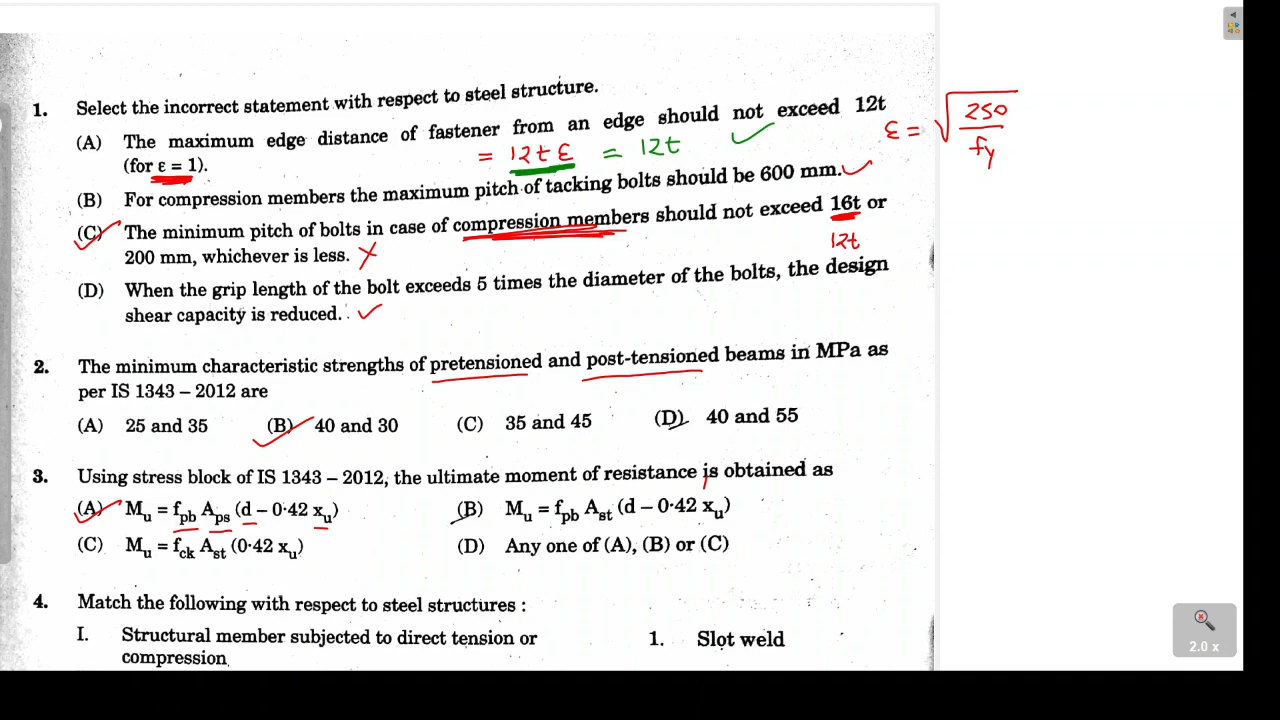 1. Select the incorrect statement with respect to steel structure.
(A) The maximum edge distance of fastener from an edge should not exceed 12t
(for ε = 1).
= 12t ε = 12t
ε = √250/fy
(B) For compression members the maximum pitch of tacking bolts should be 600 mm.
(C) The minimum pitch of bolts in case of compression members should not exceed 16t or
12t
200 mm, whichever is less.
(D) When the grip length of the bolt exceeds 5 times the diameter of the bolts, the design
shear capacity is reduced.
2. The minimum characteristic strengths of pretensioned and post-tensioned beams in MPa as
per IS 1343 – 2012 are
(A) 25 and 35 (B) 40 and 30 (C) 35 and 45 (D) 40 and 55
3. Using stress block of IS 1343 – 2012, the ultimate moment of resistance is obtained as
(A) Mu = fpb Aps (d – 0·42 xu) (B) Mu = fpb Ast (d – 0·42 xu)
(C) Mu = fck Ast (0·42 xu) (D) Any one of (A), (B) or (C)
4. Match the following with respect to steel structures :
I. Structural member subjected to direct tension or 1. Slot weld
compression
2.0 x